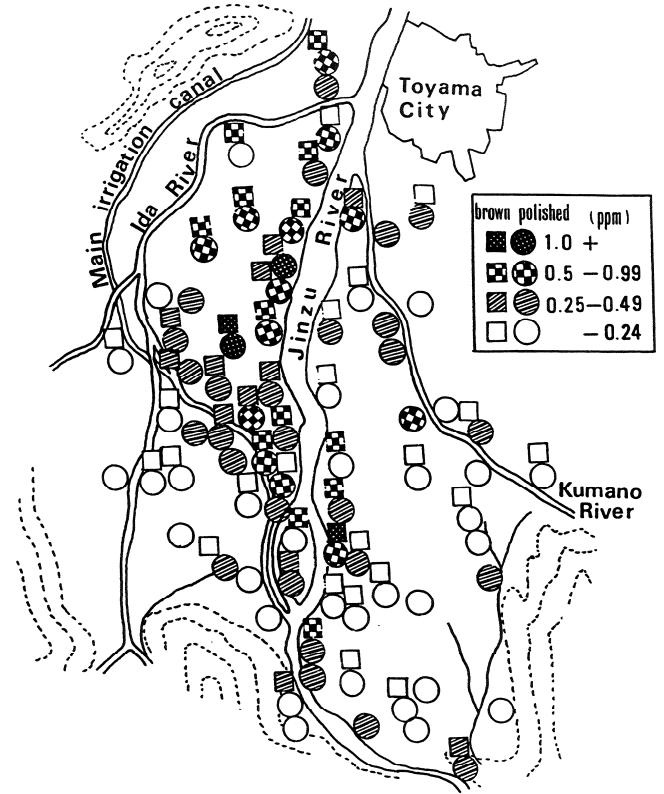 Toyama
City
Main irrigation canal
Ida River
Jinzu River
brown polished (ppm)
1.0 +
0.5 -0.99
0.25-0.49
-0.24
Kumano
River